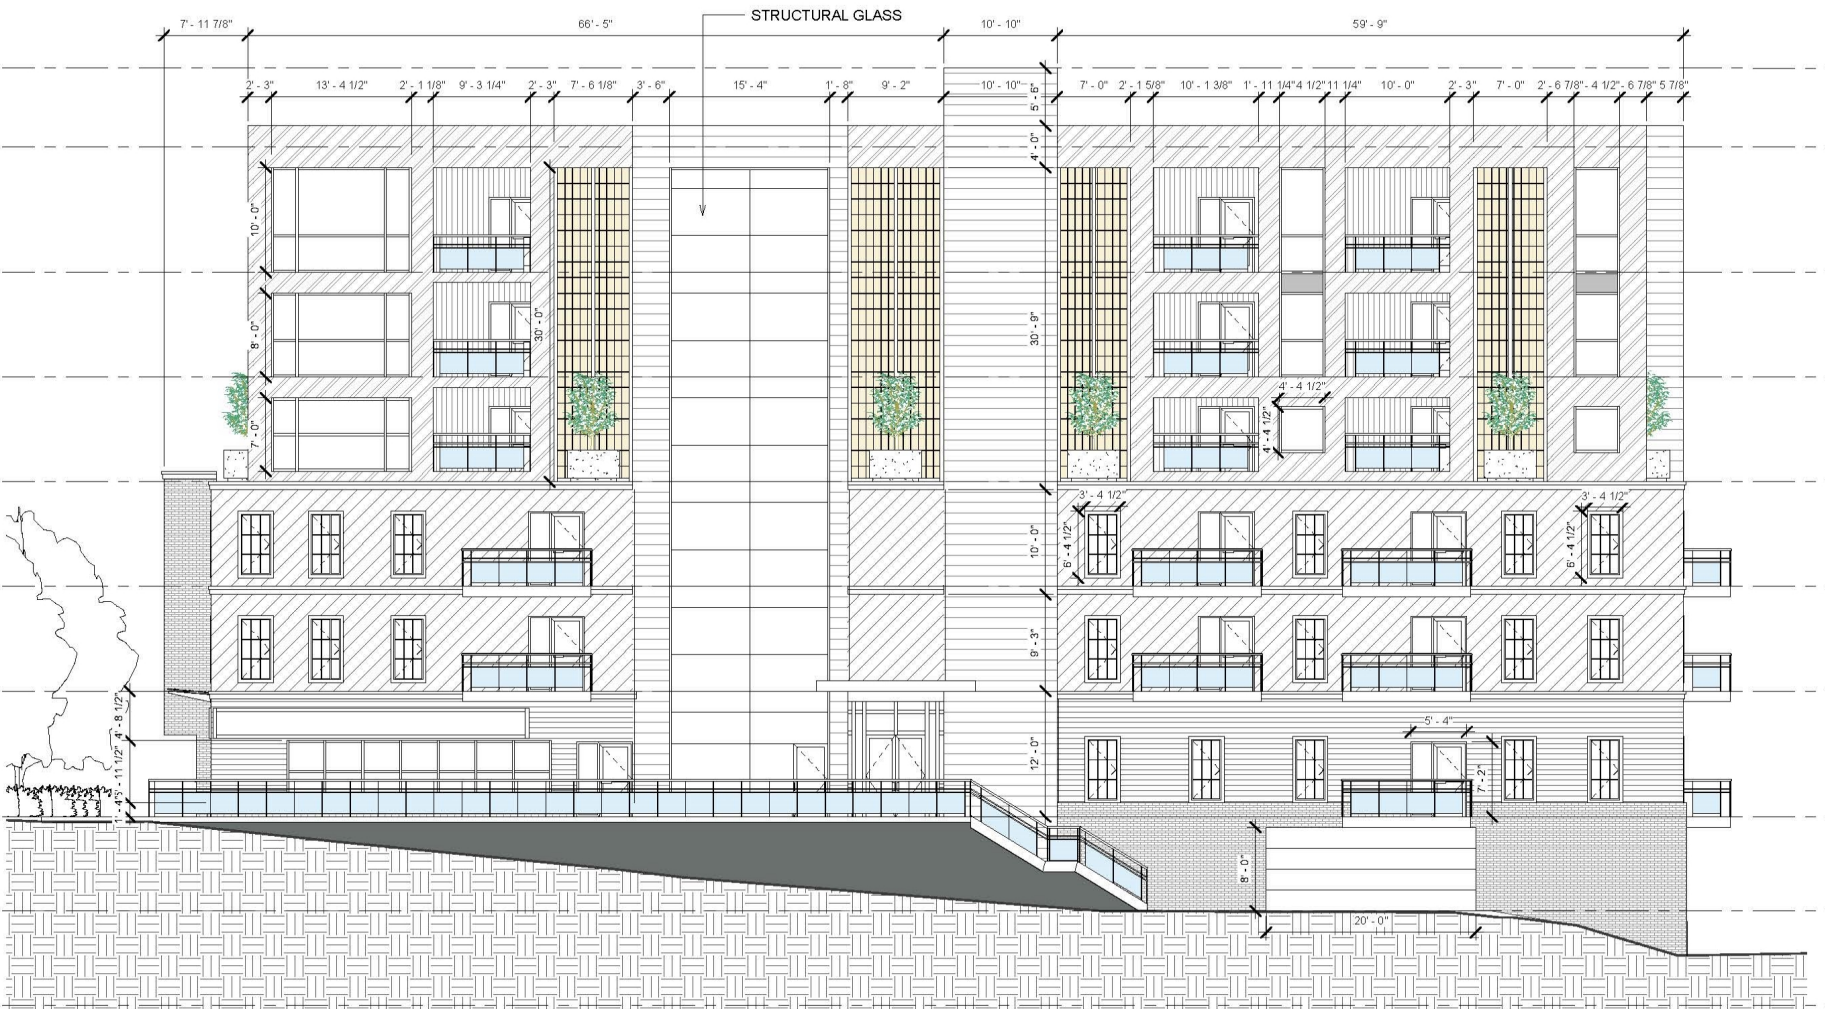 STRUCTURAL GLASS
7' - 11 7/8"
66' - 5"
10' - 10"
59' - 9"
2' - 3"
13' - 4 1/2"
2' - 1 1/8"
9' - 3 1/4"
2' - 3"
7' - 6 1/8"
3' - 6"
15' - 4"
1' - 8"
9' - 2"
10' - 10"
7' - 0"
2' - 1 5/8"
10' - 1 3/8"
1' - 11 1/4"
4 1/2"
11 1/4"
10' - 0"
2' - 3"
7' - 0"
2' - 6 7/8"
- 4 1/2"
- 6 7/8"
5 7/8"
5' - 6"
4' - 0"
10' - 0"
8' - 0"
7' - 0"
30' - 0"
30' - 9"
4' - 4 1/2"
4' - 4 1/2"
3' - 4 1/2"
6' - 4 1/2"
3' - 4 1/2"
6' - 4 1/2"
10' - 0"
9' - 3"
12' - 0"
4' - 8 1/2"
5' - 11 1/2"
1' - 4"
5' - 4"
7' - 2"
8' - 0"
20' - 0"